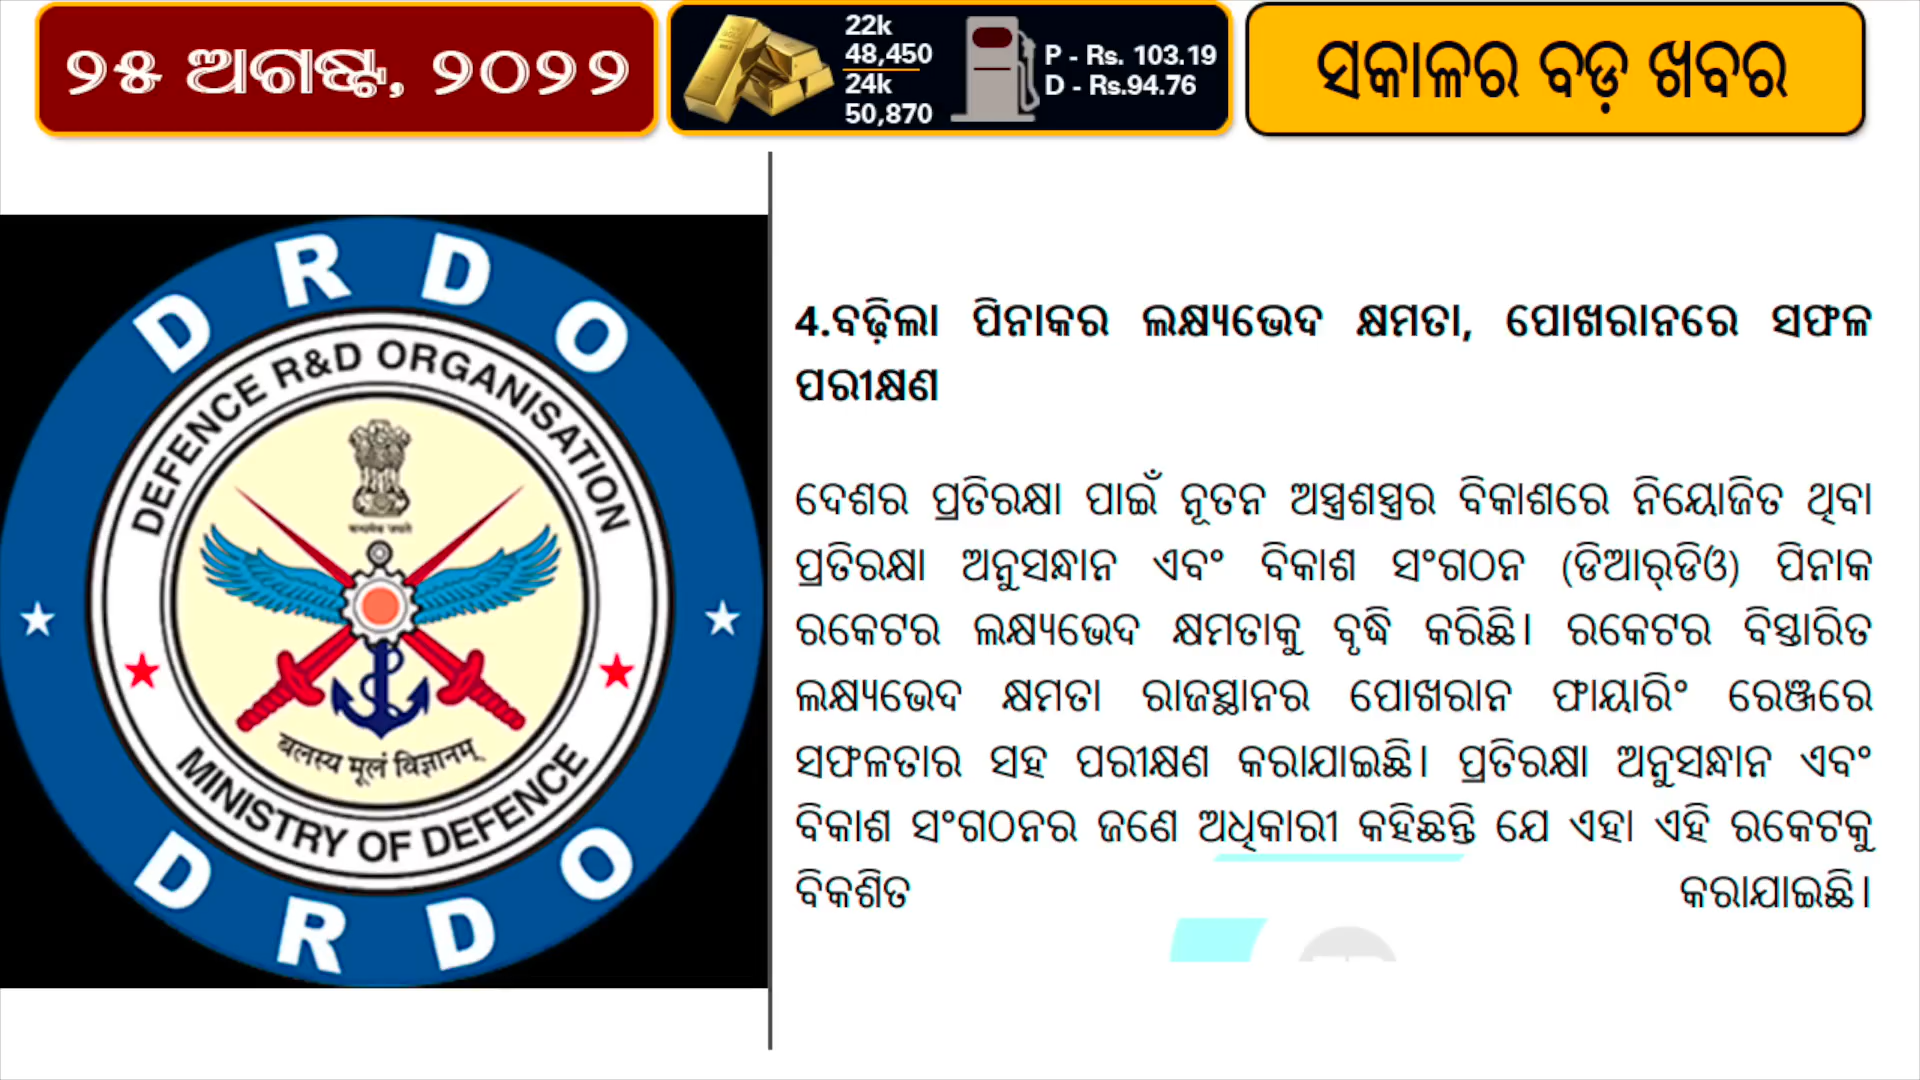 ୨୫ ଅଗଷ୍ଟ, ୨୦୨୨
22k
48,450
24k
50,870
P - Rs. 103.19
D - Rs.94.76
ସକାଳର ବଡ଼ ଖବର
D R D O
DEFENCE R&D ORGANISATION
बलस्य मूलं विज्ञानम्
MINISTRY OF DEFENCE
D R D O
4.ବଢ଼ିଲା ପିନାକର ଲକ୍ଷ୍ୟଭେଦ କ୍ଷମତା, ପୋଖରାନରେ ସଫଳ
ପରୀକ୍ଷଣ
ଦେଶର ପ୍ରତିରକ୍ଷା ପାଇଁ ନୂତନ ଅସ୍ତ୍ରଶସ୍ତ୍ରର ବିକାଶରେ ନିୟୋଜିତ ଥିବା
ପ୍ରତିରକ୍ଷା ଅନୁସନ୍ଧାନ ଏବଂ ବିକାଶ ସଂଗଠନ (ଡିଆର୍‌ଡିଓ) ପିନାକ
ରକେଟର ଲକ୍ଷ୍ୟଭେଦ କ୍ଷମତାକୁ ବୃଦ୍ଧି କରିଛି। ରକେଟର ବିସ୍ତାରିତ
ଲକ୍ଷ୍ୟଭେଦ କ୍ଷମତା ରାଜସ୍ଥାନର ପୋଖରାନ ଫାୟାରିଂ ରେଞ୍ଜରେ
ସଫଳତାର ସହ ପରୀକ୍ଷଣ କରାଯାଇଛି। ପ୍ରତିରକ୍ଷା ଅନୁସନ୍ଧାନ ଏବଂ
ବିକାଶ ସଂଗଠନର ଜଣେ ଅଧିକାରୀ କହିଛନ୍ତି ଯେ ଏହା ଏହି ରକେଟକୁ
ବିକଶିତ କରାଯାଇଛି।